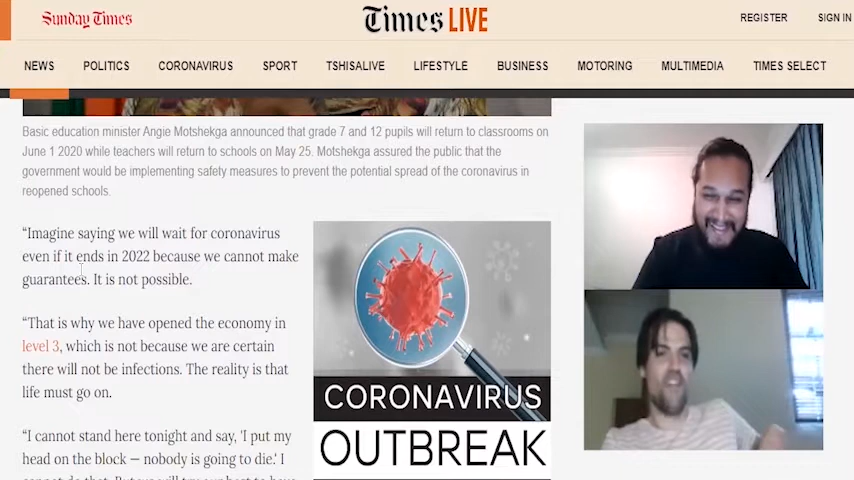 Sunday Times
Times LIVE
REGISTER
SIGN IN
NEWS
POLITICS
CORONAVIRUS
SPORT
TSHISALIVE
LIFESTYLE
BUSINESS
MOTORING
MULTIMEDIA
TIMES SELECT
Basic education minister Angie Motshekga announced that grade 7 and 12 pupils will return to classrooms on
June 1 2020 while teachers will return to schools on May 25. Motshekga assured the public that the
government would be implementing safety measures to prevent the potential spread of the coronavirus in
reopened schools.
“Imagine saying we will wait for coronavirus
even if it ends in 2022 because we cannot make
guarantees. It is not possible.
“That is why we have opened the economy in
level 3, which is not because we are certain
there will not be infections. The reality is that
life must go on.
“I cannot stand here tonight and say, 'I put my
head on the block — nobody is going to die.' I
CORONAVIRUS
OUTBREAK